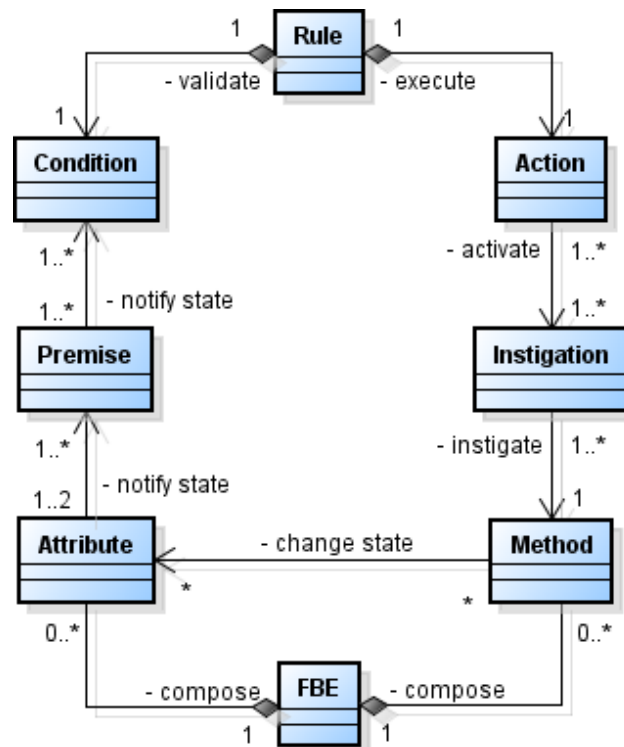 1 Rule 1
- validate - execute
1 1
Condition Action
- activate 1..*
1..*
- notify state
1..* 1..*
Premise Instigation
1..* - instigate 1..*
- notify state
1..2 1
Attribute - change state Method
* *
0..* 0..*
- compose FBE - compose
1 1